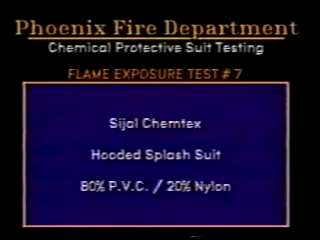 Phoenix Fire Department
Chemical Protective Suit Testing
FLAME EXPOSURE TEST # 7
Sijal Chemtex
Hooded Splash Suit
80% P.V.C. / 20% Nylon